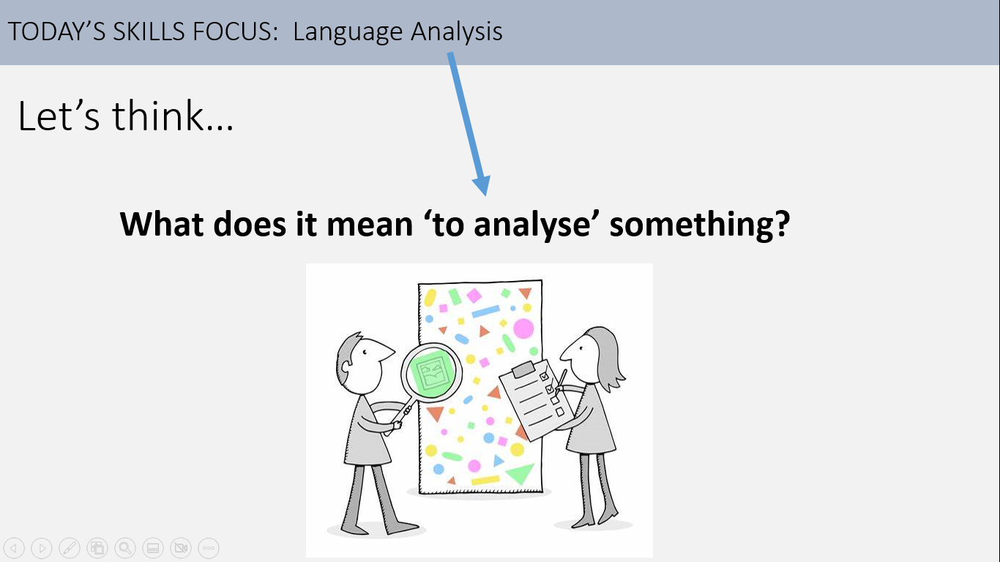 TODAY’S SKILLS FOCUS:  Language Analysis
Let’s think…
What does it mean ‘to analyse’ something?